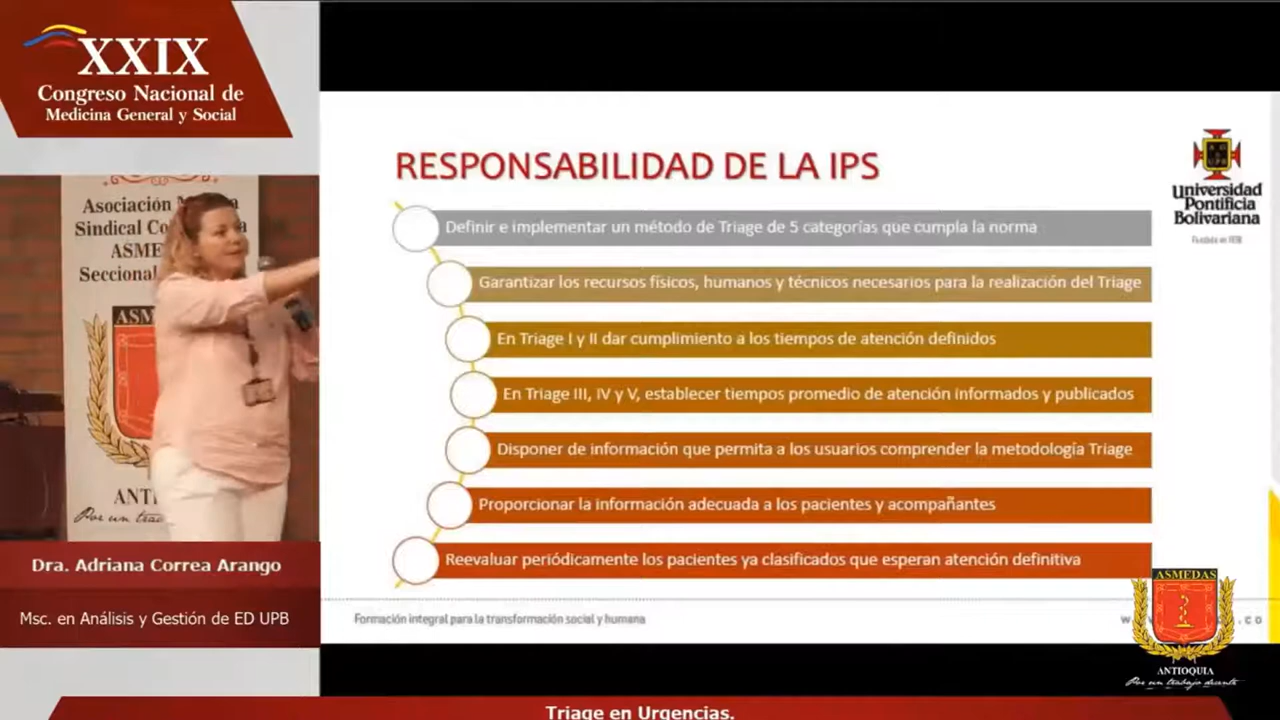 XXIX
Congreso Nacional de
Medicina General y Social
Asociación
Sindical
ASMEDAS
Seccional
ASM
ANTI
Dra. Adriana Correa Arango
Msc. en Análisis y Gestión de ED UPB
RESPONSABILIDAD DE LA IPS
Definir e implementar un método de Triage de 5 categorías que cumpla la norma
Garantizar los recursos físicos, humanos y técnicos necesarios para la realización del Triage
En Triage I y II dar cumplimiento a los tiempos de atención definidos
En Triage III, IV y V, establecer tiempos promedio de atención informados y publicados
Disponer de información que permita a los usuarios comprender la metodología Triage
Proporcionar la información adecuada a los pacientes y acompañantes
Reevaluar periódicamente los pacientes ya clasificados que esperan atención definitiva
Formación integral para la transformación social y humana
Universidad
Pontificia
Bolivariana
ASMEDAS
ANTIOQUIA
Por un trabajo decente
Triage en Urgencias.